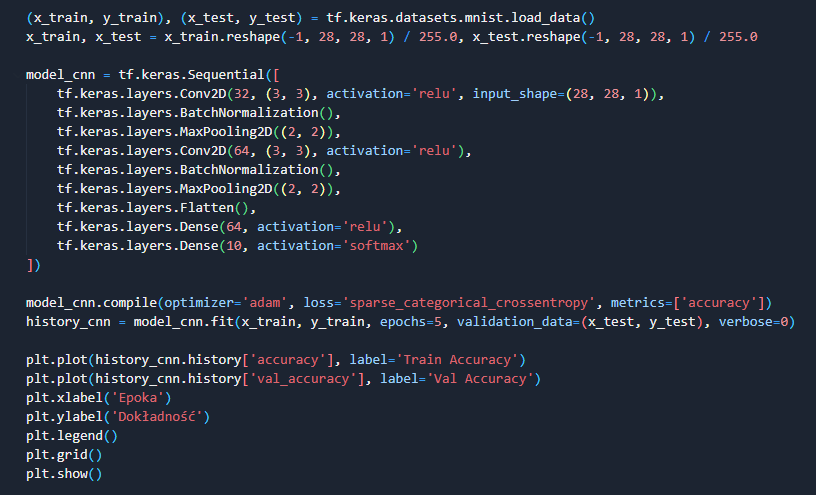 (x_train, y_train), (x_test, y_test) = tf.keras.datasets.mnist.load_data()
x_train, x_test = x_train.reshape(-1, 28, 28, 1) / 255.0, x_test.reshape(-1, 28, 28, 1) / 255.0

model_cnn = tf.keras.Sequential([
    tf.keras.layers.Conv2D(32, (3, 3), activation='relu', input_shape=(28, 28, 1)),
    tf.keras.layers.BatchNormalization(),
    tf.keras.layers.MaxPooling2D((2, 2)),
    tf.keras.layers.Conv2D(64, (3, 3), activation='relu'),
    tf.keras.layers.BatchNormalization(),
    tf.keras.layers.MaxPooling2D((2, 2)),
    tf.keras.layers.Flatten(),
    tf.keras.layers.Dense(64, activation='relu'),
    tf.keras.layers.Dense(10, activation='softmax')
])

model_cnn.compile(optimizer='adam', loss='sparse_categorical_crossentropy', metrics=['accuracy'])
history_cnn = model_cnn.fit(x_train, y_train, epochs=5, validation_data=(x_test, y_test), verbose=0)

plt.plot(history_cnn.history['accuracy'], label='Train Accuracy')
plt.plot(history_cnn.history['val_accuracy'], label='Val Accuracy')
plt.xlabel('Epoka')
plt.ylabel('Dokładność')
plt.legend()
plt.grid()
plt.show()